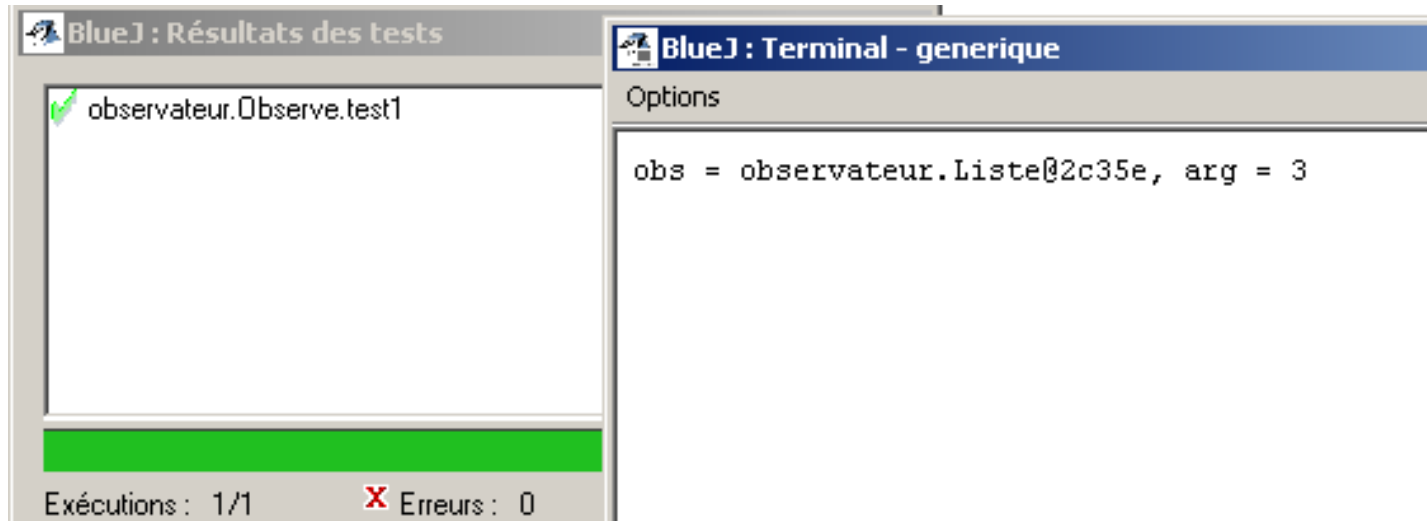 BlueJ : Résultats des tests
observateur.Observe.test1
Exécutions : 1/1
X Erreurs : 0
BlueJ : Terminal - generique
Options
obs = observateur.Liste@2c35e, arg = 3